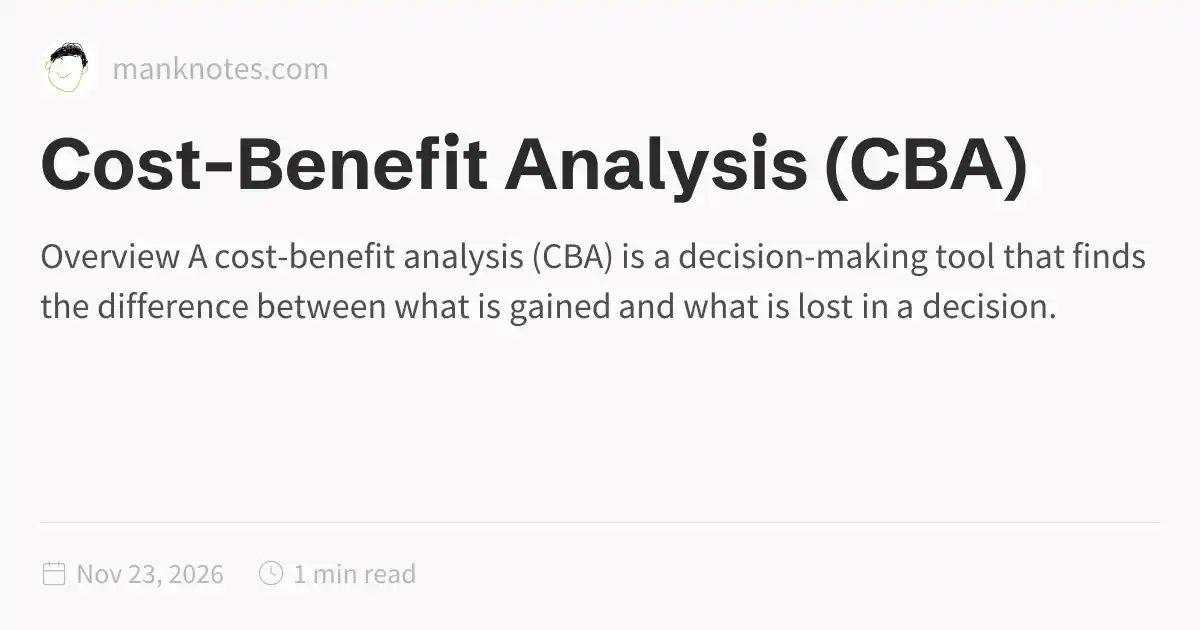 manknotes.com
Cost-Benefit Analysis (CBA)
Overview A cost-benefit analysis (CBA) is a decision-making tool that finds
the difference between what is gained and what is lost in a decision.
Nov 23, 2026 1 min read